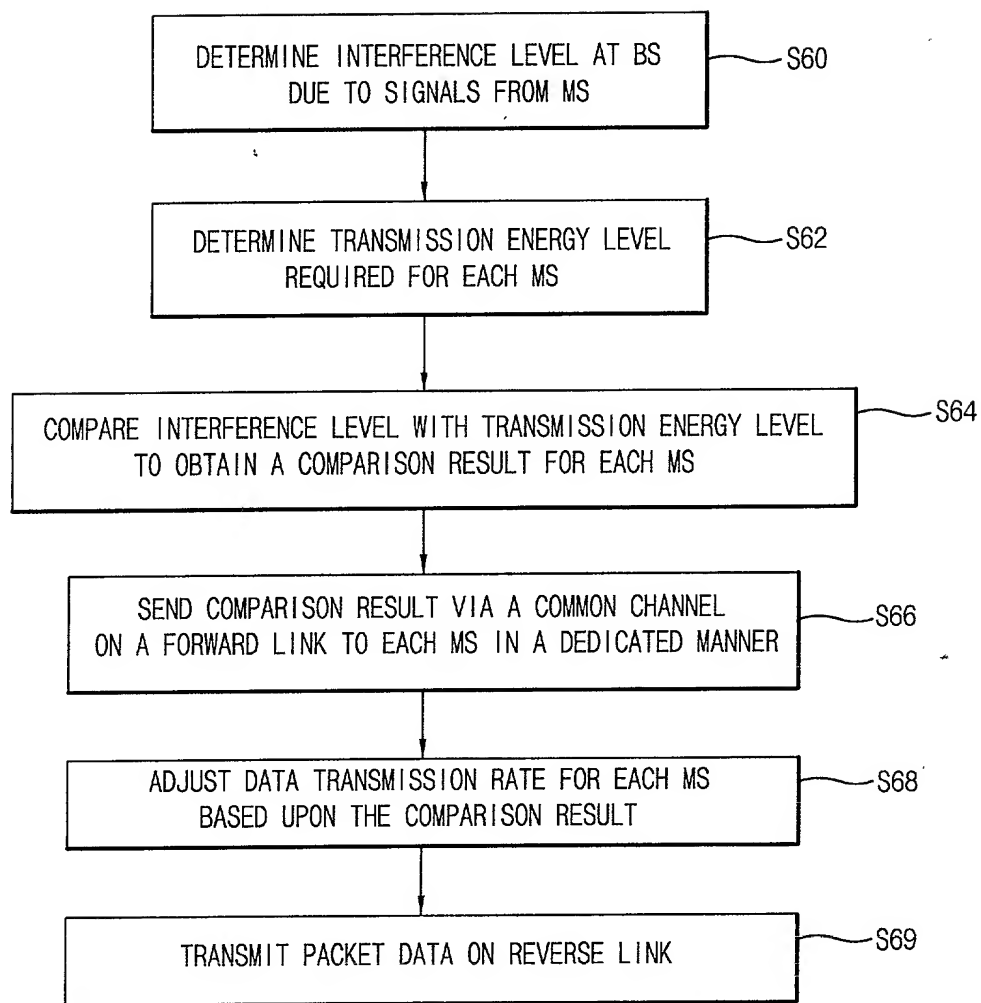 DETERMINE INTERFERENCE LEVEL AT BS
DUE TO SIGNALS FROM MS
S60
DETERMINE TRANSMISSION ENERGY LEVEL
REQUIRED FOR EACH MS
S62
COMPARE INTERFERENCE LEVEL WITH TRANSMISSION ENERGY LEVEL
TO OBTAIN A COMPARISON RESULT FOR EACH MS
S64
SEND COMPARISON RESULT VIA A COMMON CHANNEL
ON A FORWARD LINK TO EACH MS IN A DEDICATED MANNER
S66
ADJUST DATA TRANSMISSION RATE FOR EACH MS
BASED UPON THE COMPARISON RESULT
S68
TRANSMIT PACKET DATA ON REVERSE LINK
S69